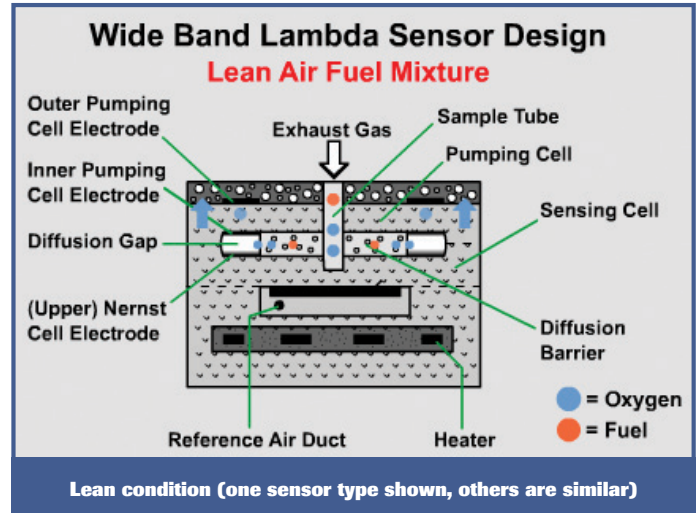 Wide Band Lambda Sensor Design
Lean Air Fuel Mixture
Outer Pumping
Cell Electrode
Exhaust Gas
Sample Tube
Inner Pumping
Cell Electrode
Pumping Cell
Sensing Cell
Diffusion Gap
(Upper) Nernst
Cell Electrode
Diffusion
Barrier
= Oxygen
= Fuel
Reference Air Duct
Heater
Lean condition (one sensor type shown, others are similar)